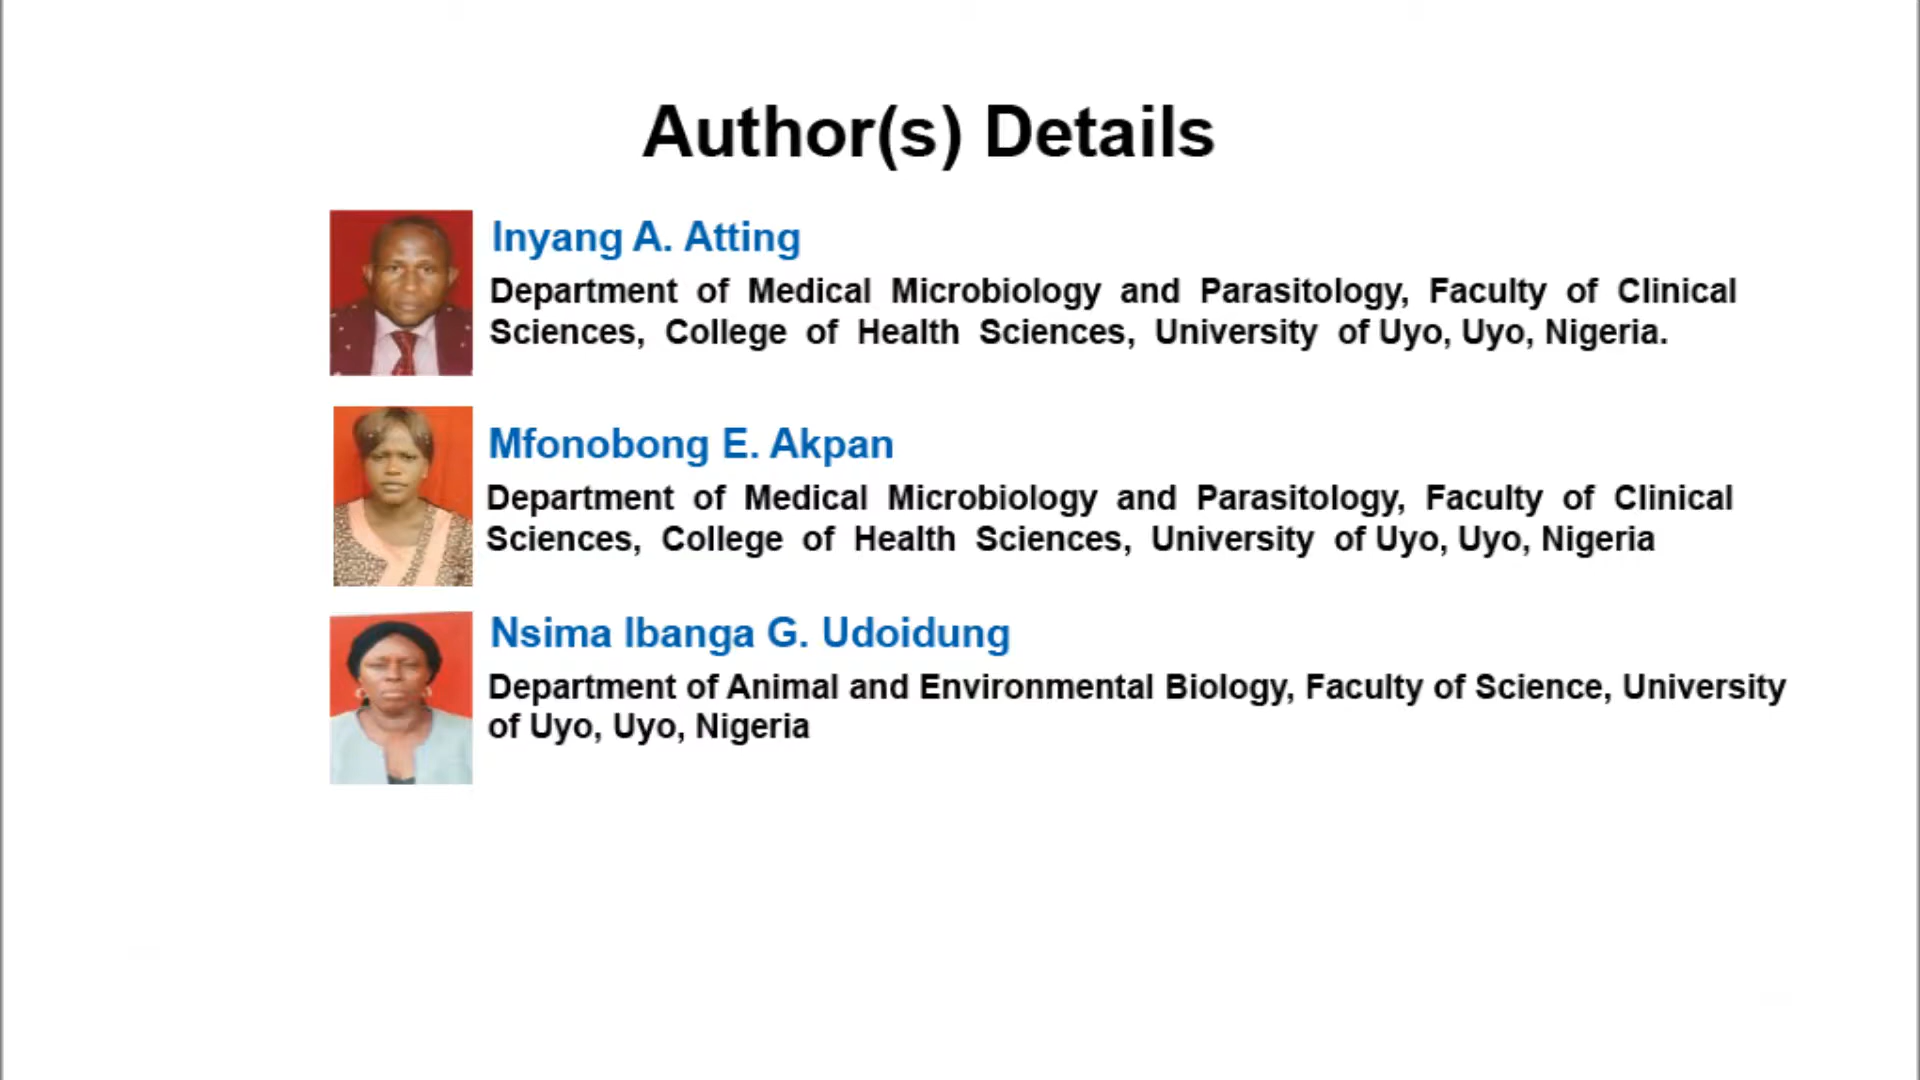 Author(s) Details
Inyang A. Atting
Department of Medical Microbiology and Parasitology, Faculty of Clinical
Sciences, College of Health Sciences, University of Uyo, Uyo, Nigeria.
Mfonobong E. Akpan
Department of Medical Microbiology and Parasitology, Faculty of Clinical
Sciences, College of Health Sciences, University of Uyo, Uyo, Nigeria
Nsima Ibanga G. Udoidung
Department of Animal and Environmental Biology, Faculty of Science, University
of Uyo, Uyo, Nigeria